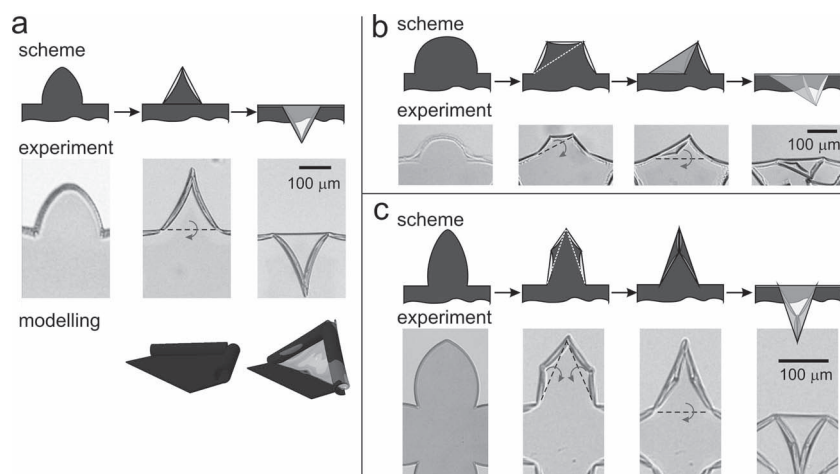 a
scheme
experiment
100 μm
modelling
b
scheme
experiment
100 μm
c
scheme
experiment
100 μm